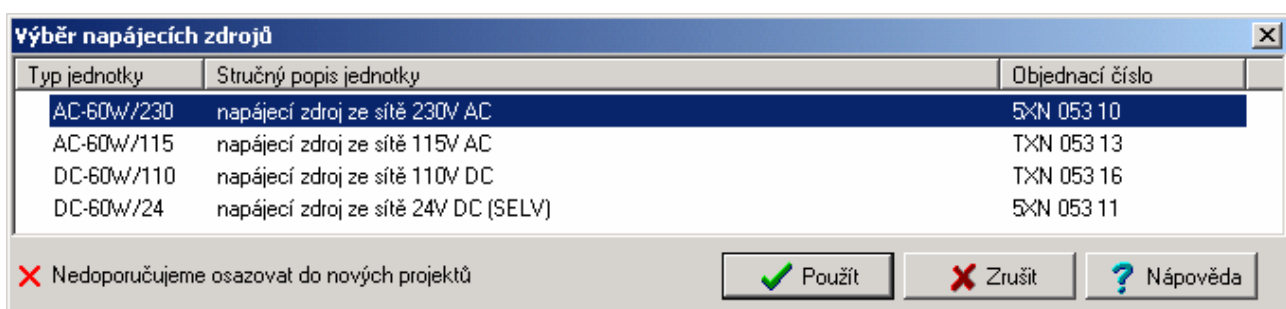 Výběr napájecích zdrojů
Typ jednotky Stručný popis jednotky Objednací číslo
AC-60W/230 napájecí zdroj ze sítě 230V AC 5XN 053 10
AC-60W/115 napájecí zdroj ze sítě 115V AC TXN 053 13
DC-60W/110 napájecí zdroj ze sítě 110V DC TXN 053 16
DC-60W/24 napájecí zdroj ze sítě 24V DC (SELV) 5XN 053 11
Nedoporučujeme osazovat do nových projektů Použít Zrušit Nápověda